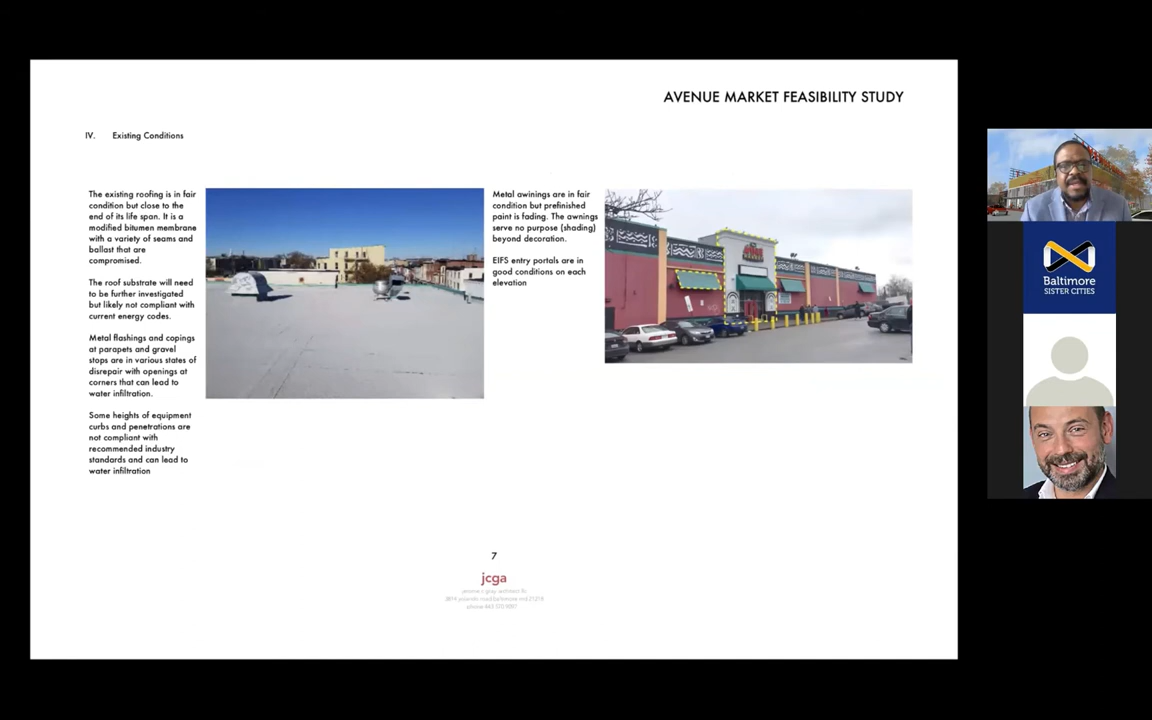 AVENUE MARKET FEASIBILITY STUDY
IV. Existing Conditions
The existing roofing is in fair
condition but close to the
end of its life span. It is a
modified bitumen membrane
with a variety of seams and
ballast that are
compromised.
The roof substrate will need
to be further investigated
but likely not compliant with
current energy codes.
Metal flashings and copings
at parapets and gravel
stops are in various states of
disrepair with openings at
corners that can lead to
water infiltration.
Some heights of equipment
curbs and penetrations are
not compliant with
recommended industry
standards and can lead to
water infiltration
Metal awinings are in fair
condition but prefinished
paint is fading. The awnings
serve no purpose (shading)
beyond decoration.
EIFS entry portals are in
good conditions on each
elevation
7
jcga
Baltimore
SISTER CITIES